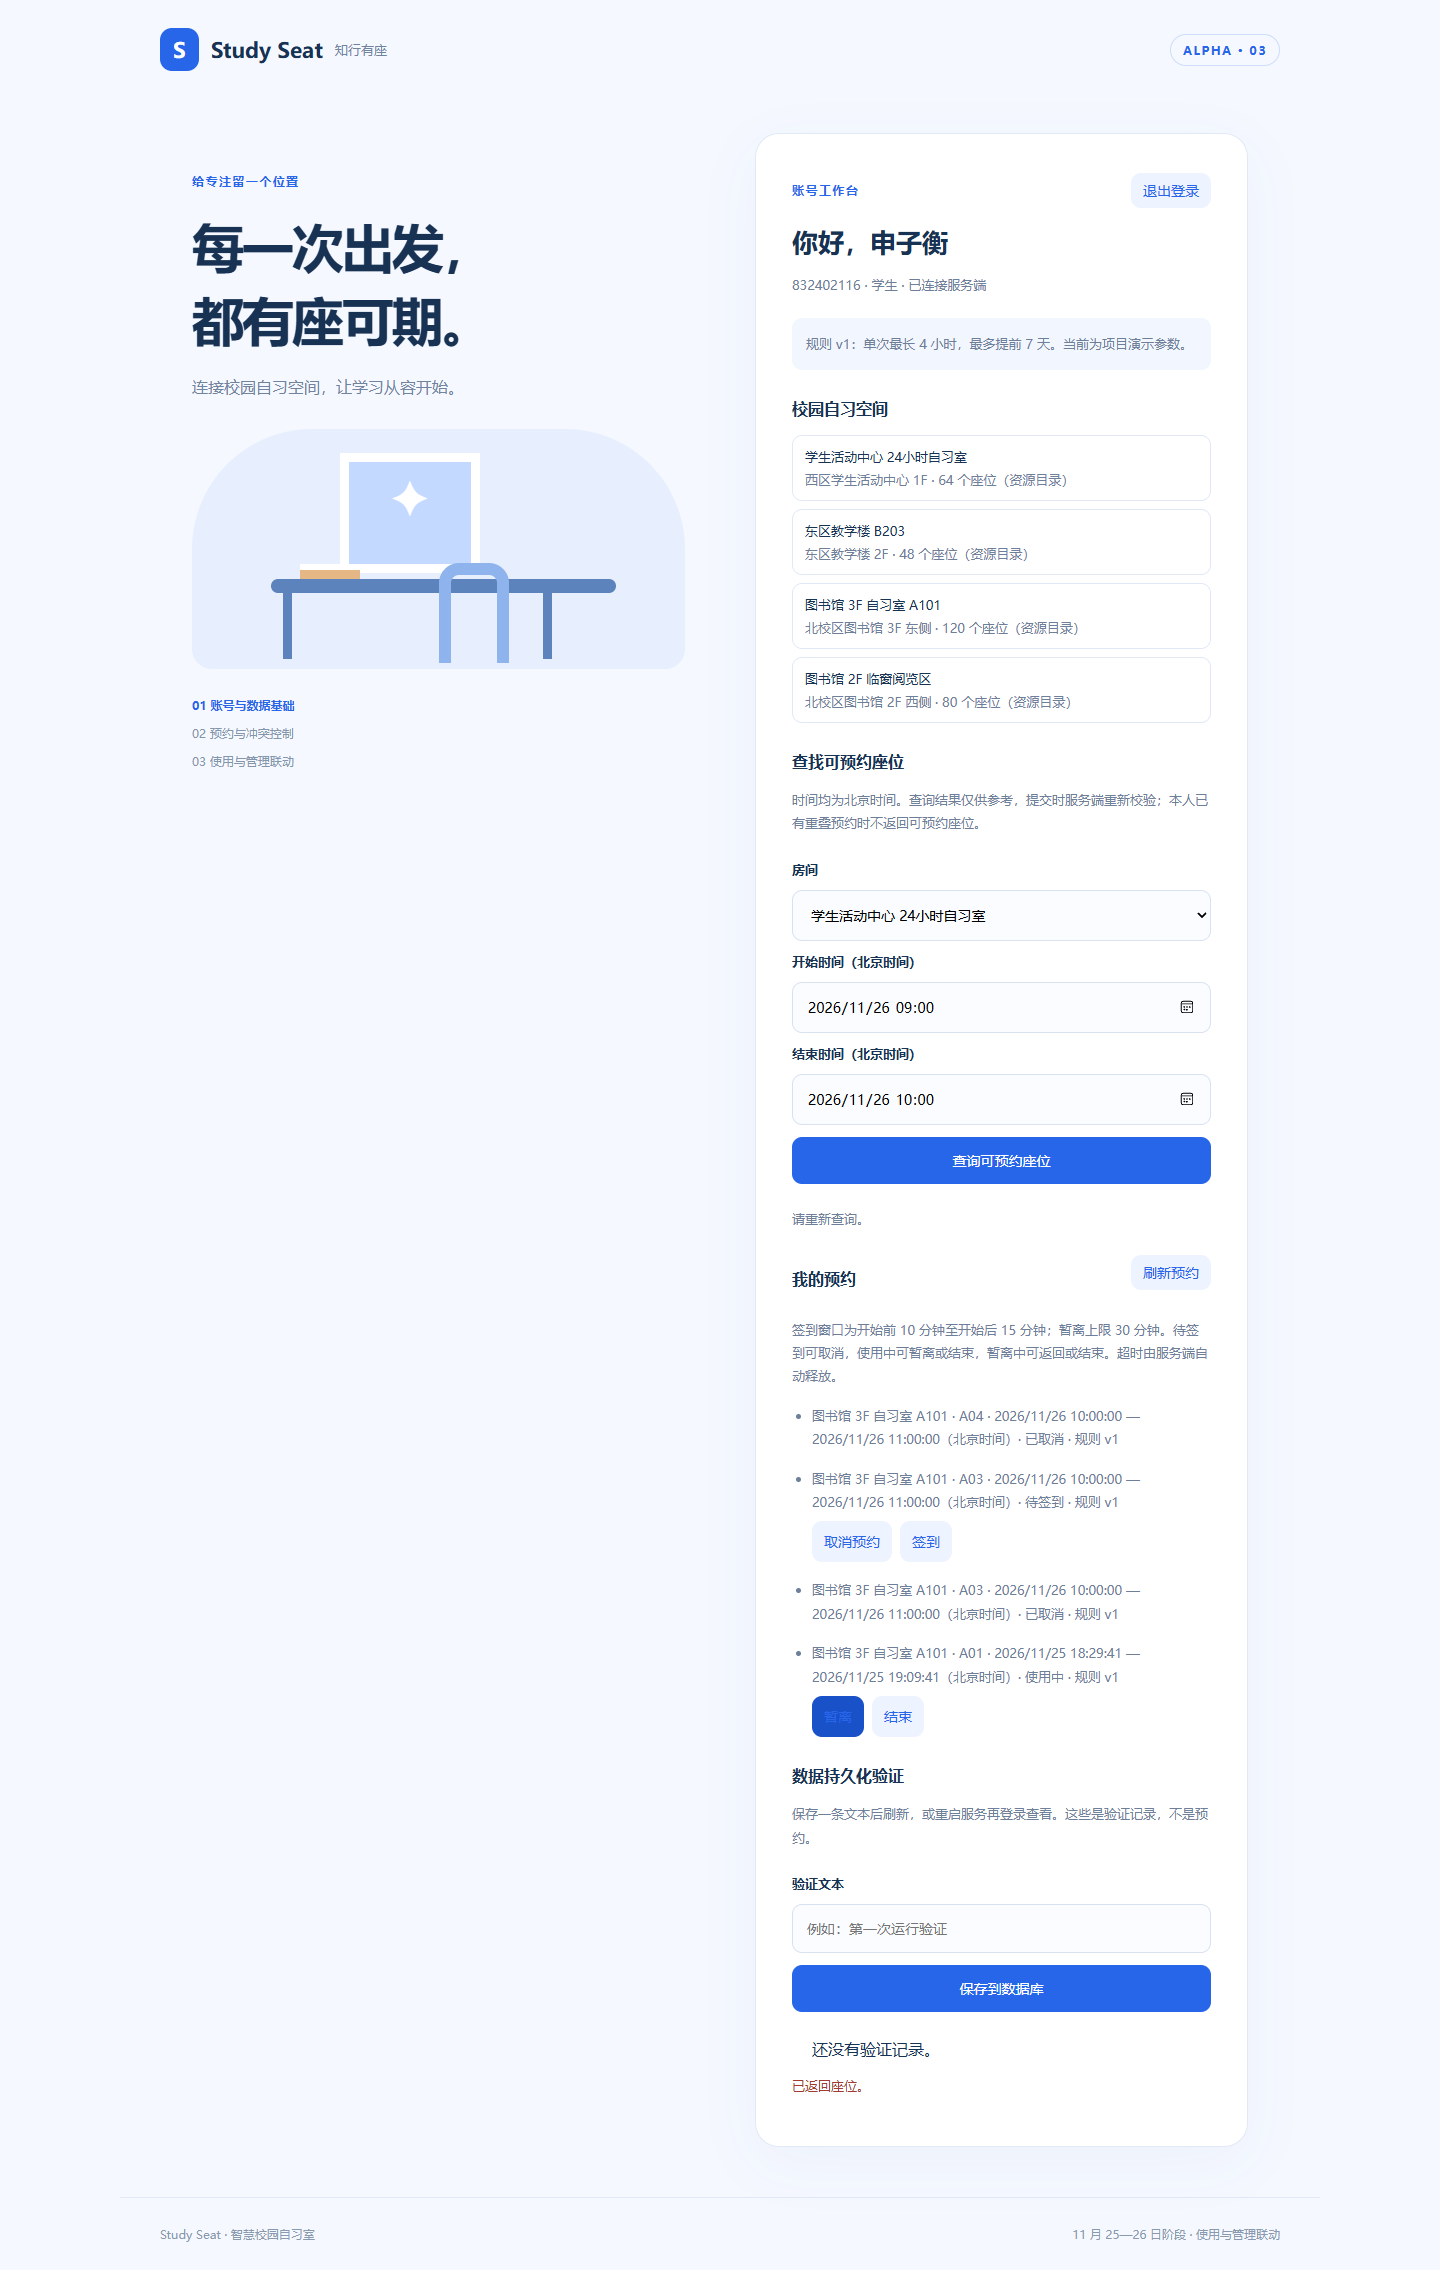 S
Study Seat 知行有座
ALPHA • 03
给专注留一个位置
每一次出发，
都有座可期。
连接校园自习空间，让学习从容开始。
01 账号与数据基础
02 预约与冲突控制
03 使用与管理联动
账号工作台
退出登录
你好，申子衡
832402116 · 学生 · 已连接服务端
规则 v1：单次最长 4 小时，最多提前 7 天。当前为项目演示参数。
校园自习空间
学生活动中心 24小时自习室
西区学生活动中心 1F · 64 个座位（资源目录）
东区教学楼 B203
东区教学楼 2F · 48 个座位（资源目录）
图书馆 3F 自习室 A101
北校区图书馆 3F 东侧 · 120 个座位（资源目录）
图书馆 2F 临窗阅览区
北校区图书馆 2F 西侧 · 80 个座位（资源目录）
查找可预约座位
时间均为北京时间。查询结果仅供参考，提交时服务端重新校验；本人已
有重叠预约时不返回可预约座位。
房间
学生活动中心 24小时自习室
开始时间（北京时间）
2026/11/26 09:00
结束时间（北京时间）
2026/11/26 10:00
查询可预约座位
请重新查询。
我的预约
刷新预约
签到窗口为开始前 10 分钟至开始后 15 分钟；暂离上限 30 分钟。待签
到可取消，使用中可暂离或结束，暂离中可返回或结束。超时由服务端自
动释放。
图书馆 3F 自习室 A101 · A04 · 2026/11/26 10:00:00 —
2026/11/26 11:00:00（北京时间）· 已取消 · 规则 v1
图书馆 3F 自习室 A101 · A03 · 2026/11/26 10:00:00 —
2026/11/26 11:00:00（北京时间）· 待签到 · 规则 v1
取消预约 签到
图书馆 3F 自习室 A101 · A03 · 2026/11/26 10:00:00 —
2026/11/26 11:00:00（北京时间）· 已取消 · 规则 v1
图书馆 3F 自习室 A101 · A01 · 2026/11/25 18:29:41 —
2026/11/25 19:09:41（北京时间）· 使用中 · 规则 v1
暂离 结束
数据持久化验证
保存一条文本后刷新，或重启服务再登录查看。这些是验证记录，不是预
约。
验证文本
例如：第一次运行验证
保存到数据库
还没有验证记录。
已返回座位。
Study Seat · 智慧校园自习室
11 月 25—26 日阶段 · 使用与管理联动